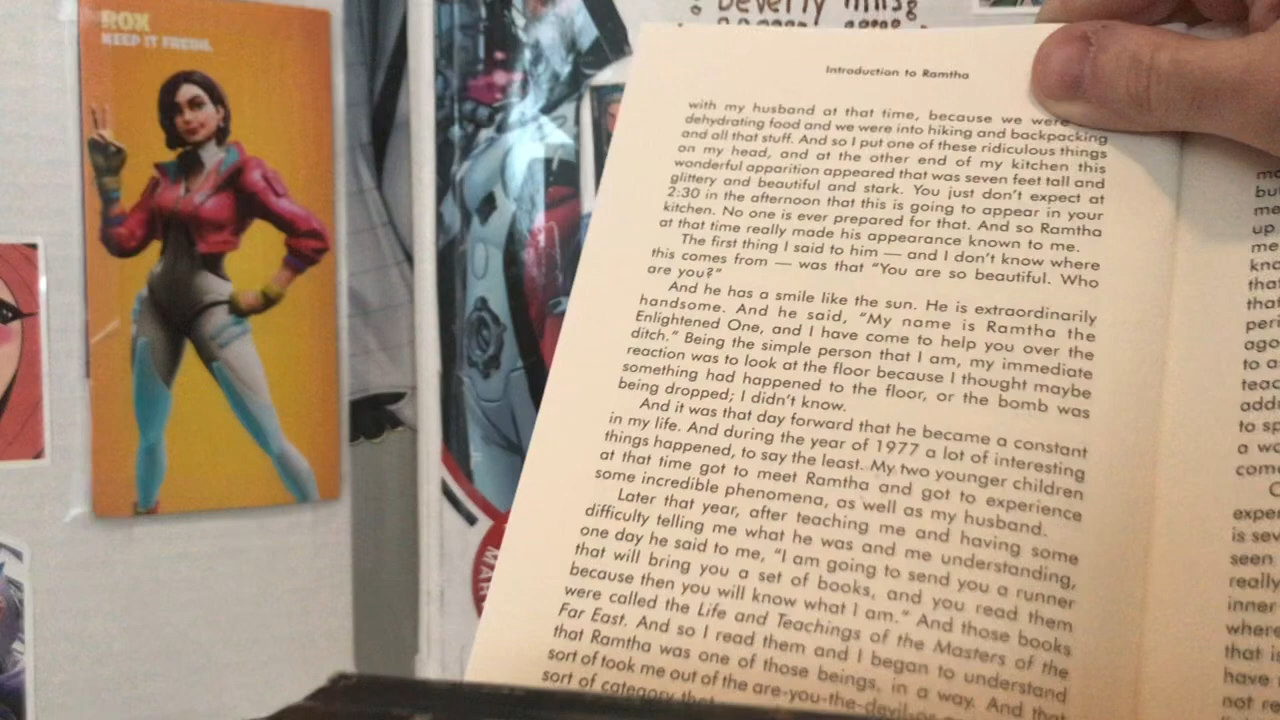 ROX
KEEP IT FRESH.
Beverly Hills
Introduction to Ramtha
with my husband at that time, because we were
dehydrating food and we were into hiking and backpacking
and all that stuff. And so I put one of these ridiculous things
on my head, and at the other end of my kitchen this
wonderful apparition appeared that was seven feet tall and
glittery and beautiful and stark. You just don't expect at
2:30 in the afternoon that this is going to appear in your
kitchen. No one is ever prepared for that. And so Ramtha
at that time really made his appearance known to me.
The first thing I said to him — and I don't know where
this comes from — was that "You are so beautiful. Who
are you?"
And he has a smile like the sun. He is extraordinarily
handsome. And he said, "My name is Ramtha the
Enlightened One, and I have come to help you over the
ditch." Being the simple person that I am, my immediate
reaction was to look at the floor because I thought maybe
something had happened to the floor, or the bomb was
being dropped; I didn't know.
And it was that day forward that he became a constant
in my life. And during the year of 1977 a lot of interesting
things happened, to say the least. My two younger children
at that time got to meet Ramtha and got to experience
some incredible phenomena, as well as my husband.
Later that year, after teaching me and having some
difficulty telling me what he was and me understanding,
one day he said to me, "I am going to send you a runner
that will bring you a set of books, and you read them
because then you will know what I am." And those books
were called the Life and Teachings of the Masters of the
Far East. And so I read them and I began to understand
that Ramtha was one of those beings, in a way. And that
sort of took me out of the are-you-the-devil-or
sort of category that
MAR